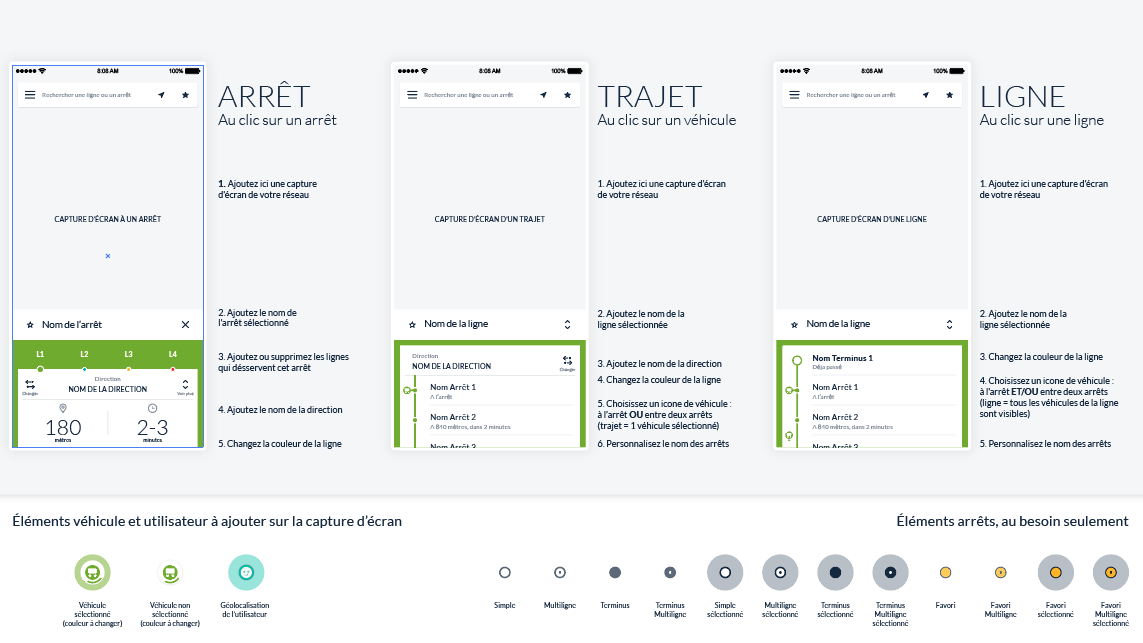 8:08 AM
100%
Rechercher une ligne ou un arrêt
CAPTURE D'ÉCRAN À UN ARRÊT
Nom de l'arrêt
L1 L2 L3 L4
Direction
NOM DE LA DIRECTION
Changer
Voir plus
180
mètres
2-3
minutes
ARRÊT
Au clic sur un arrêt
1. Ajoutez ici une capture
d'écran de votre réseau
2. Ajoutez le nom de
l'arrêt sélectionné
3. Ajoutez ou supprimez les lignes
qui désservent cet arrêt
4. Ajoutez le nom de la direction
5. Changez la couleur de la ligne
8:08 AM
100%
Rechercher une ligne ou un arrêt
CAPTURE D'ÉCRAN D'UN TRAJET
Nom de la ligne
Direction
NOM DE LA DIRECTION
Changer
Nom Arrêt 1
À l'arrêt
Nom Arrêt 2
À 840 mètres, dans 2 minutes
Nom Arrêt 3
TRAJET
Au clic sur un véhicule
1. Ajoutez ici une capture d'écran
de votre réseau
2. Ajoutez le nom de la
ligne sélectionnée
3. Ajoutez le nom de la direction
4. Changez la couleur de la ligne
5. Choisissez un icone de véhicule :
à l'arrêt OU entre deux arrêts
(trajet = 1 véhicule sélectionné)
6. Personnalisez le nom des arrêts
8:08 AM
100%
Rechercher une ligne ou un arrêt
CAPTURE D'ÉCRAN D'UNE LIGNE
Nom de la ligne
Nom Terminus 1
Déja passé
Nom Arrêt 1
À l'arrêt
Nom Arrêt 2
À 840 mètres, dans 2 minutes
Nom Arrêt 3
LIGNE
Au clic sur une ligne
1. Ajoutez ici une capture d'écran
de votre réseau
2. Ajoutez le nom de la
ligne sélectionnée
3. Changez la couleur de la ligne
4. Choisissez un icone de véhicule :
à l'arrêt ET/OU entre deux arrêts
(ligne = tous les véhicules de la ligne
sont visibles)
5. Personnalisez le nom des arrêts
Éléments véhicule et utilisateur à ajouter sur la capture d'écran
Véhicule
sélectionné
(couleur à changer)
Véhicule non
sélectionné
(couleur à changer)
Géolocalisation
de l'utilisateur
Éléments arrêts, au besoin seulement
Simple
Multiligne
Terminus
Terminus
Multiligne
Simple
sélectionné
Multiligne
sélectionné
Terminus
sélectionné
Terminus
Multiligne
sélectionné
Favori
Favori
Multiligne
Favori
sélectionné
Favori
Multiligne
sélectionné